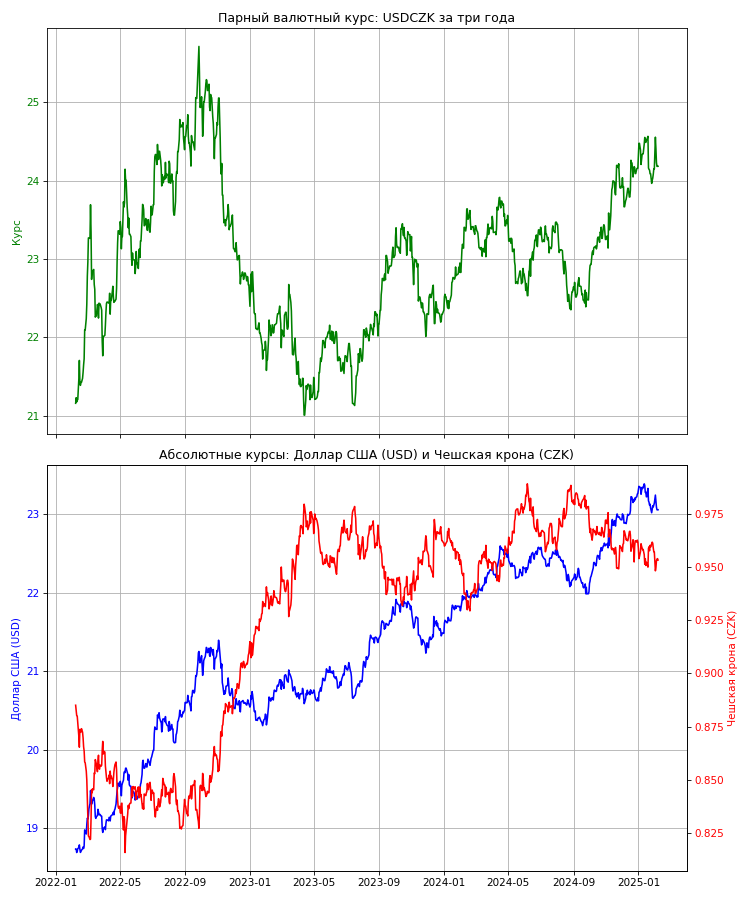 Парный валютный курс: USDCZK за три года
Курс
25
24
23
22
21
Абсолютные курсы: Доллар США (USD) и Чешская крона (CZK)
Доллар США (USD)
23
22
21
20
19
0.975
0.950
0.925
0.900
0.875
0.850
0.825
Чешская крона (CZK)
2022-01 2022-05 2022-09 2023-01 2023-05 2023-09 2024-01 2024-05 2024-09 2025-01